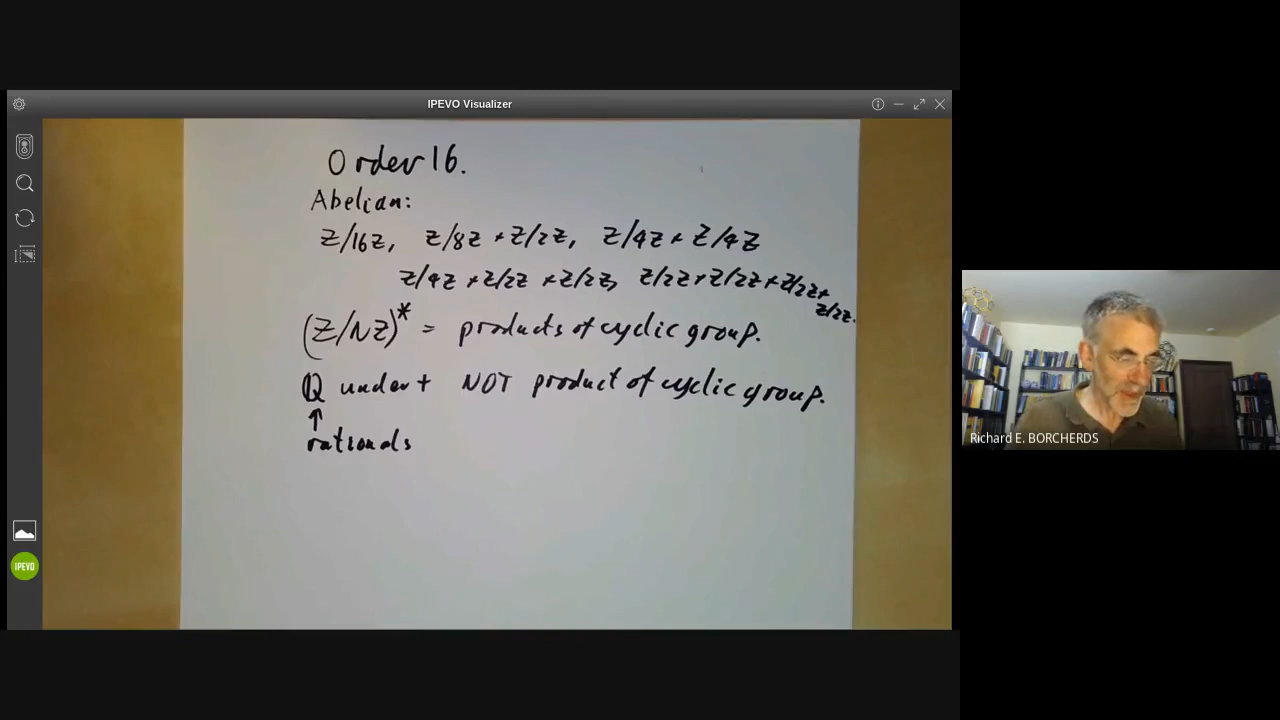 IPEVO Visualizer
Order 16.
Abelian:
Z/16Z, Z/8Z + Z/2Z, Z/4Z + Z/4Z
Z/4Z + Z/2Z + Z/2Z, Z/2Z + Z/2Z + Z/2Z +
Z/2Z.
(Z/NZ)* = products of cyclic group.
Q under + NOT product of cyclic group.
↑
rationals
IPEVO
Richard E. BORCHERDS